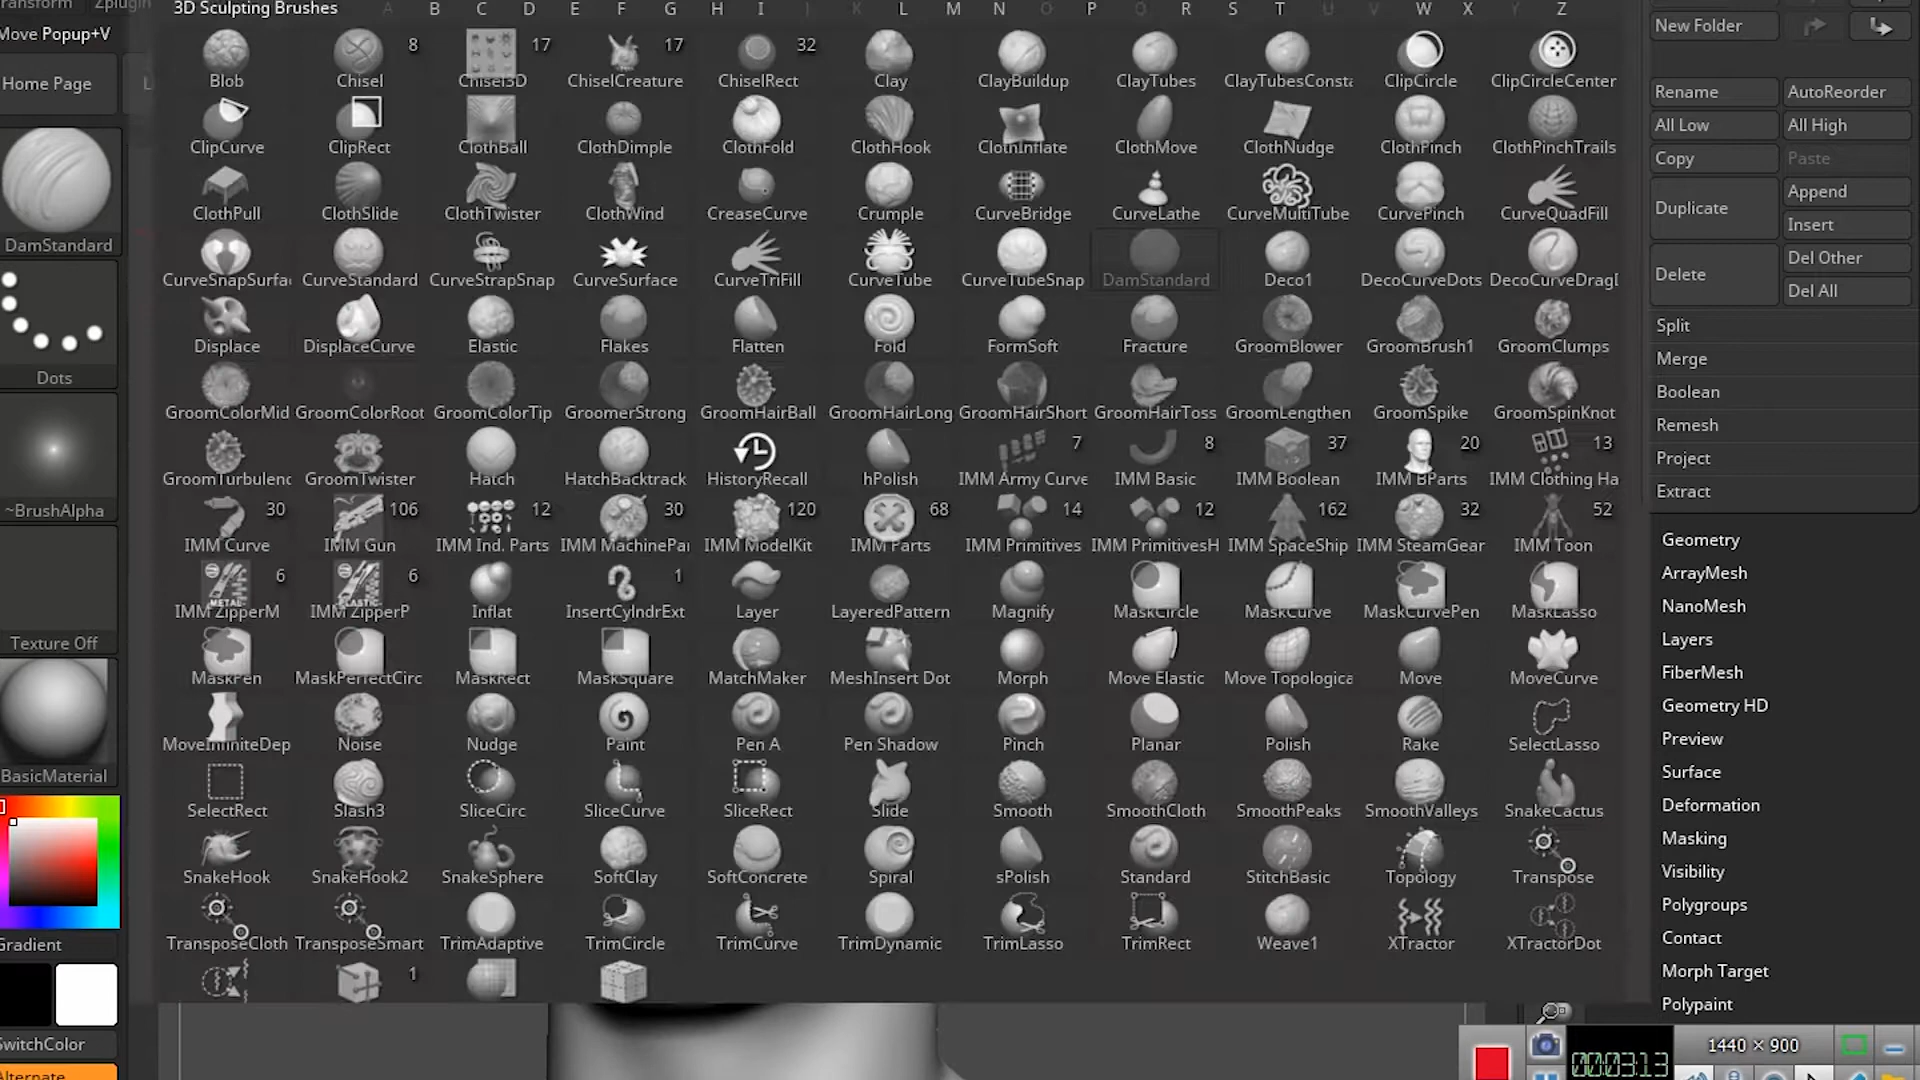 Transform Zplugin
3D Sculpting Brushes A B C D E F G H I J K L M N O P Q R S T U V W X Y Z
Move Popup+V
New Folder
Home Page
Blob Chisel 8 Chisel3D 17 ChiselCreature 17 ChiselRect 32 Clay ClayBuildup ClayTubes ClayTubesConsta ClipCircle ClipCircleCenter
Rename AutoReorder
All Low All High
ClipCurve ClipRect ClothBall ClothDimple ClothFold ClothHook ClothInflate ClothMove ClothNudge ClothPinch ClothPinchTrails
Copy Paste
Append
Duplicate
ClothPull ClothSlide ClothTwister ClothWind CreaseCurve Crumple CurveBridge CurveLathe CurveMultiTube CurvePinch CurveQuadFill
Insert
DamStandard
Del Other
Delete
CurveSnapSurfa CurveStandard CurveStrapSnap CurveSurface CurveTriFill CurveTube CurveTubeSnap DamStandard Deco1 DecoCurveDots DecoCurveDragD
Del All
Split
Displace DisplaceCurve Elastic Flakes Flatten Fold FormSoft Fracture GroomBlower GroomBrush1 GroomClumps
Merge
Dots
Boolean
GroomColorMid GroomColorRoot GroomColorTip GroomerStrong GroomHairBall GroomHairLong GroomHairShort GroomHairToss GroomLengthen GroomSpike GroomSpinKnot
Remesh
Project
GroomTurbulenc GroomTwister Hatch HatchBacktrack HistoryRecall hPolish IMM Army Curve 7 IMM Basic 8 IMM Boolean 37 IMM BParts 20 IMM Clothing Ha 13
Extract
~BrushAlpha
IMM Curve 30 IMM Gun 106 IMM Ind. Parts 12 IMM MachinePar 30 IMM ModelKit 120 IMM Parts 68 IMM Primitives 14 IMM PrimitivesH 12 IMM SpaceShip 162 IMM SteamGear 32 IMM Toon 52
Geometry
ArrayMesh
IMM ZipperM 6 IMM ZipperP 6 Inflat InsertCylndrExt 1 Layer LayeredPattern Magnify MaskCircle MaskCurve MaskCurvePen MaskLasso
NanoMesh
Texture Off
Layers
MaskPen MaskPerfectCirc MaskRect MaskSquare MatchMaker MeshInsert Dot Morph Move Elastic Move Topologica Move MoveCurve
FiberMesh
Geometry HD
MoveInfiniteDep Noise Nudge Paint Pen A Pen Shadow Pinch Planar Polish Rake SelectLasso
Preview
BasicMaterial
Surface
SelectRect Slash3 SliceCirc SliceCurve SliceRect Slide Smooth SmoothCloth SmoothPeaks SmoothValleys SnakeCactus
Deformation
Masking
SnakeHook SnakeHook2 SnakeSphere SoftClay SoftConcrete Spiral sPolish Standard StitchBasic Topology Transpose
Visibility
Polygroups
TransposeCloth TransposeSmart TrimAdaptive TrimCircle TrimCurve TrimDynamic TrimLasso TrimRect Weave1 XTractor XTractorDot
Gradient
Contact
1
Morph Target
Polypaint
SwitchColor
1440 × 900
00:03:13
Alternate